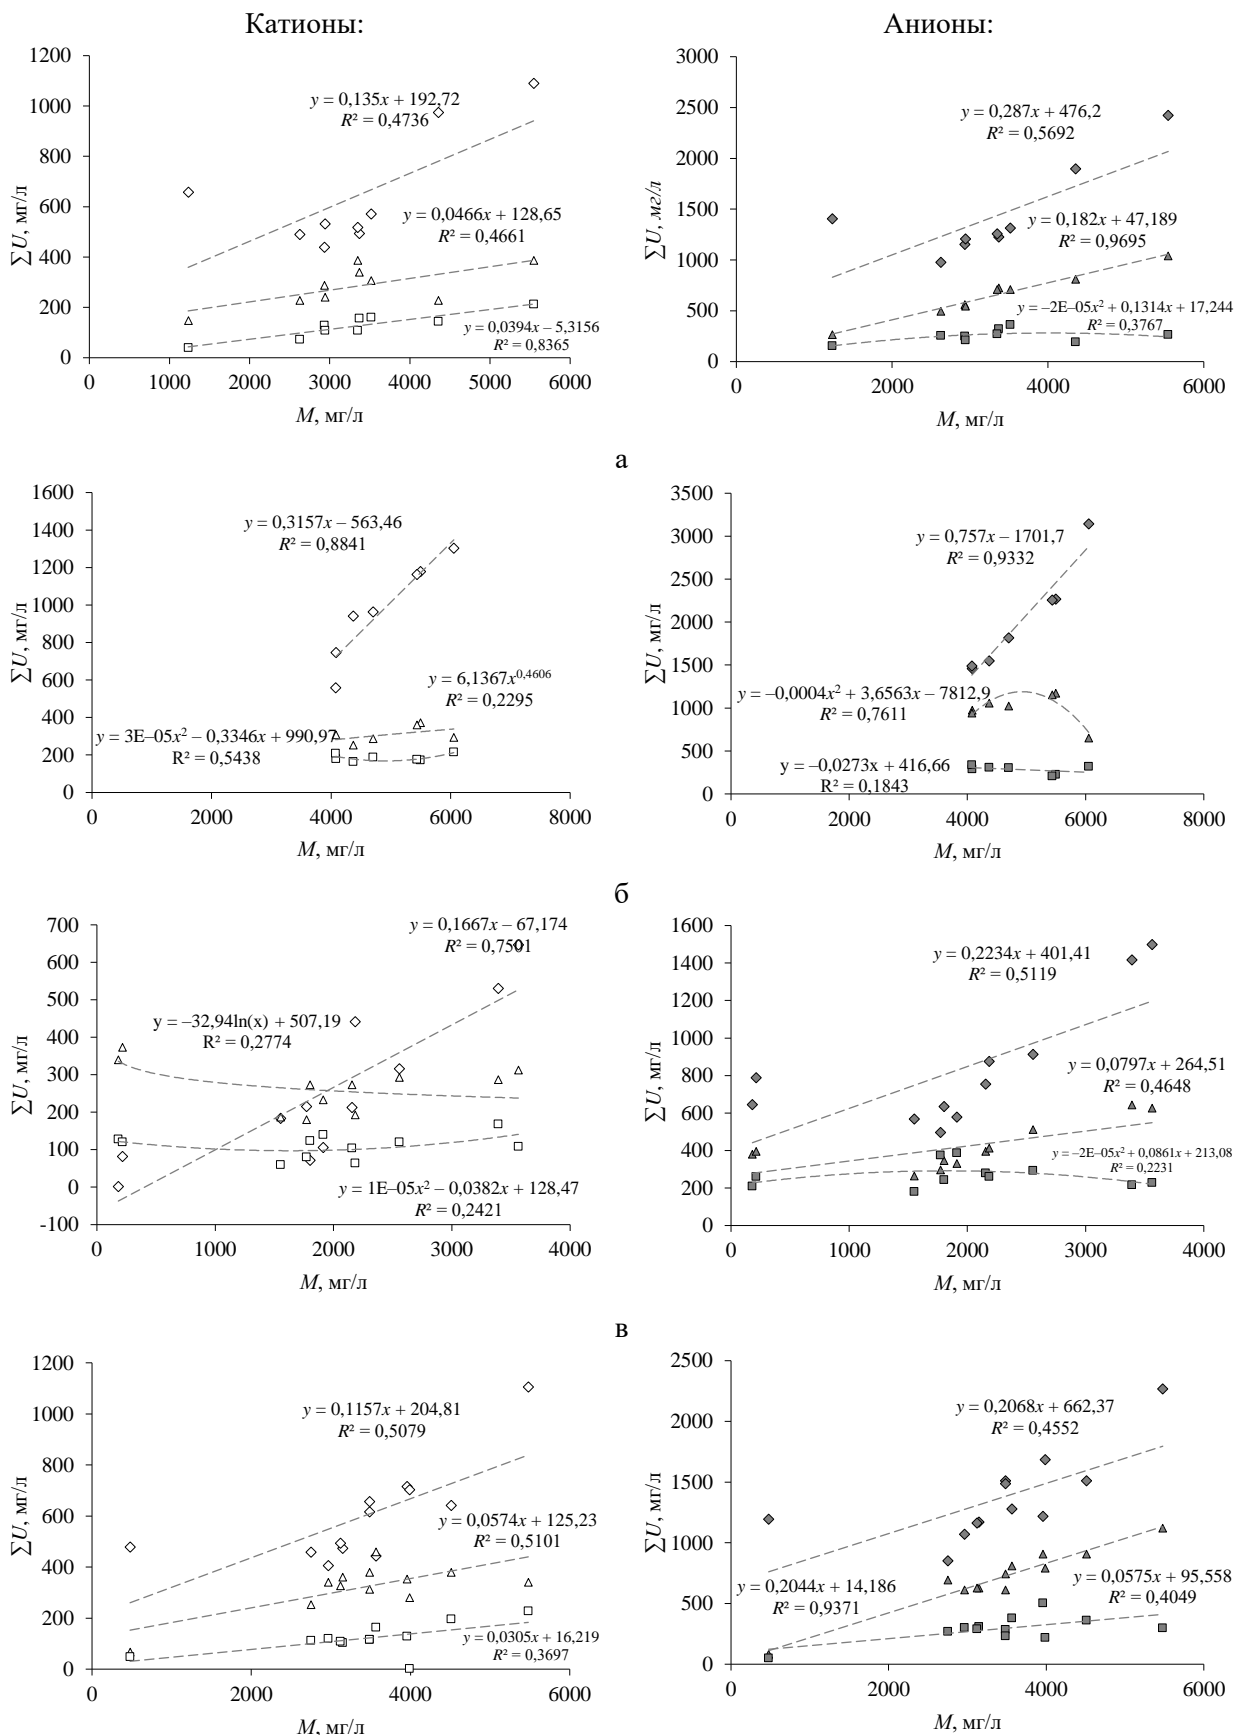 Катионы:
Анионы:
1200
1000
800
600
400
200
0
0
1000
2000
3000
4000
5000
6000
∑U, мг/л
M, мг/л
y = 0,135x + 192,72
R² = 0,4736
y = 0,0466x + 128,65
R² = 0,4661
y = 0,0394x – 5,3156
R² = 0,8365
3000
2500
2000
1500
1000
500
0
0
2000
4000
6000
∑U, мг/л
M, мг/л
y = 0,287x + 476,2
R² = 0,5692
y = 0,182x + 47,189
R² = 0,9695
y = –2E–05x² + 0,1314x + 17,244
R² = 0,3767
а
1600
1400
1200
1000
800
600
400
200
0
0
2000
4000
6000
8000
∑U, мг/л
M, мг/л
y = 0,3157x – 563,46
R² = 0,8841
y = 6,1367x^0,4606
R² = 0,2295
y = 3E–05x² – 0,3346x + 990,97
R² = 0,5438
3500
3000
2500
2000
1500
1000
500
0
0
2000
4000
6000
8000
∑U, мг/л
M, мг/л
y = 0,757x – 1701,7
R² = 0,9332
y = –0,0004x² + 3,6563x – 7812,9
R² = 0,7611
y = –0,0273x + 416,66
R² = 0,1843
б
700
600
500
400
300
200
100
0
-100
0
1000
2000
3000
4000
∑U, мг/л
M, мг/л
y = 0,1667x – 67,174
R² = 0,7501
y = –32,94ln(x) + 507,19
R² = 0,2774
y = 1E–05x² – 0,0382x + 128,47
R² = 0,2421
1600
1400
1200
1000
800
600
400
200
0
0
1000
2000
3000
4000
∑U, мг/л
M, мг/л
y = 0,2234x + 401,41
R² = 0,5119
y = 0,0797x + 264,51
R² = 0,4648
y = –2E–05x² + 0,0861x + 213,08
R² = 0,2231
в
1200
1000
800
600
400
200
0
0
2000
4000
6000
∑U, мг/л
M, мг/л
y = 0,1157x + 204,81
R² = 0,5079
y = 0,0574x + 125,23
R² = 0,5101
y = 0,0305x + 16,219
R² = 0,3697
2500
2000
1500
1000
500
0
0
2000
4000
6000
∑U, мг/л
M, мг/л
y = 0,2068x + 662,37
R² = 0,4552
y = 0,2044x + 14,186
R² = 0,9371
y = 0,0575x + 95,558
R² = 0,4049